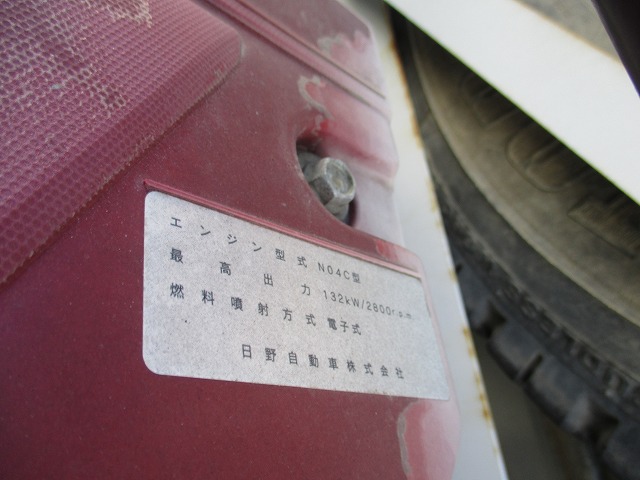 エンジン型式 N04C型
最高出力 132kW/2800r.p.m
燃料噴射方式 電子式
日野自動車株式会社